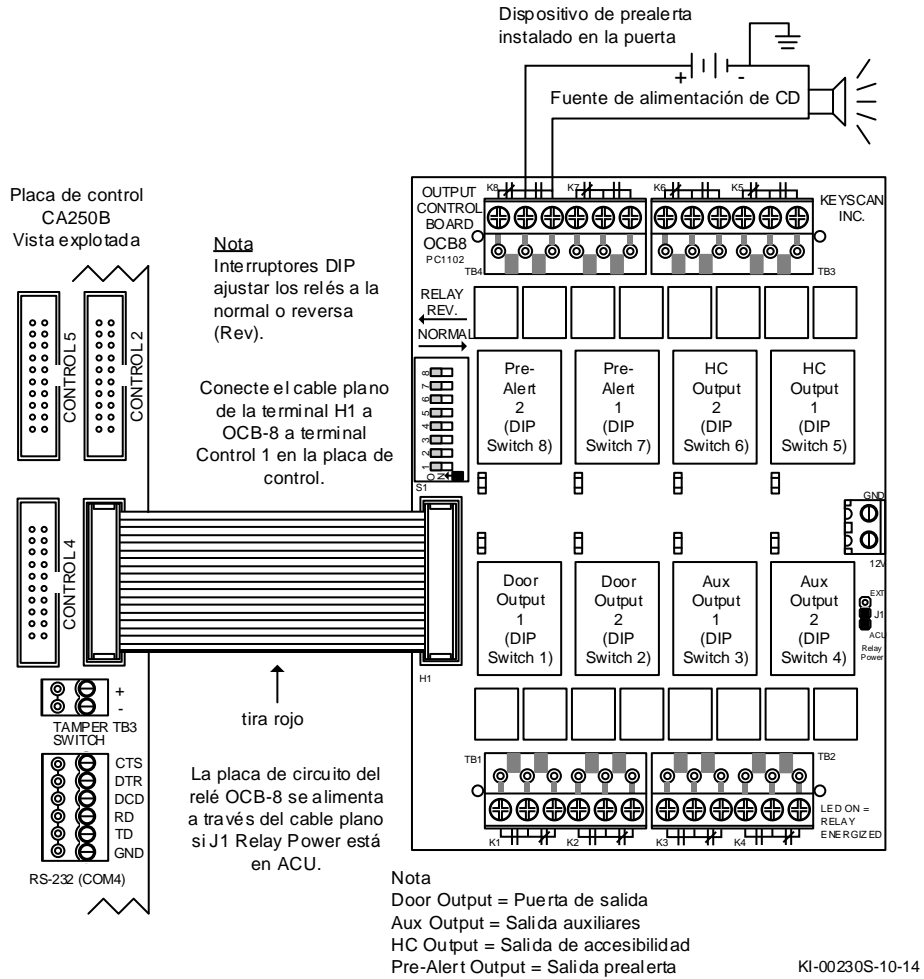 Dispositivo de prealerta
instalado en la puerta
+ -
Fuente de alimentación de CD
Placa de control
CA250B
Vista explotada
Nota
Interruptores DIP
ajustar los relés a la
normal o reversa
(Rev).
Conecte el cable plano
de la terminal H1 a
OCB-8 a terminal
Control 1 en la placa de
control.
CONTROL 5
CONTROL 2
CONTROL 4
+
-
TAMPER TB3
SWITCH
CTS
DTR
DCD
RD
TD
GND
RS-232 (COM4)
tira rojo
La placa de circuito del
relé OCB-8 se alimenta
a través del cable plano
si J1 Relay Power está
en ACU.
OUTPUT
CONTROL
BOARD
OCB8
PC1102
K8 K7 K6 K5
KEYSCAN
INC.
TB4
TB3
RELAY
REV.
NORMAL
8
7
6
5
4
3
2
1
ON
S1
Pre-
Alert
2
(DIP
Switch 8)
Pre-
Alert
1
(DIP
Switch 7)
HC
Output
2
(DIP
Switch 6)
HC
Output
1
(DIP
Switch 5)
GND
12V
EXT
J1
ACU
Relay
Power
Door
Output
1
(DIP
Switch 1)
Door
Output
2
(DIP
Switch 2)
Aux
Output
1
(DIP
Switch 3)
Aux
Output
2
(DIP
Switch 4)
H1
TB1
TB2
K1 K2 K3 K4
LED ON =
RELAY
ENERGIZED
Nota
Door Output = Puerta de salida
Aux Output = Salida auxiliares
HC Output = Salida de accesibilidad
Pre-Alert Output = Salida prealerta
KI-00230S-10-14